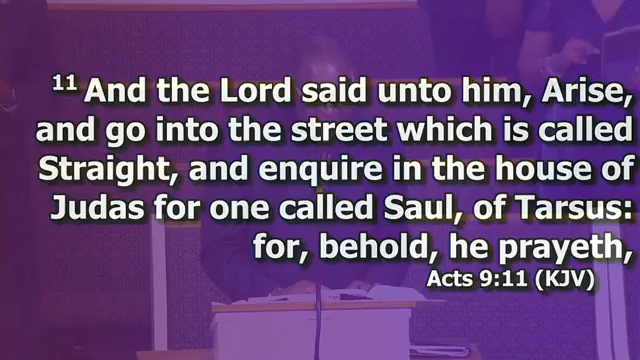 11 And the Lord said unto him, Arise,
and go into the street which is called
Straight, and enquire in the house of
Judas for one called Saul, of Tarsus:
for, behold, he prayeth,
Acts 9:11 (KJV)